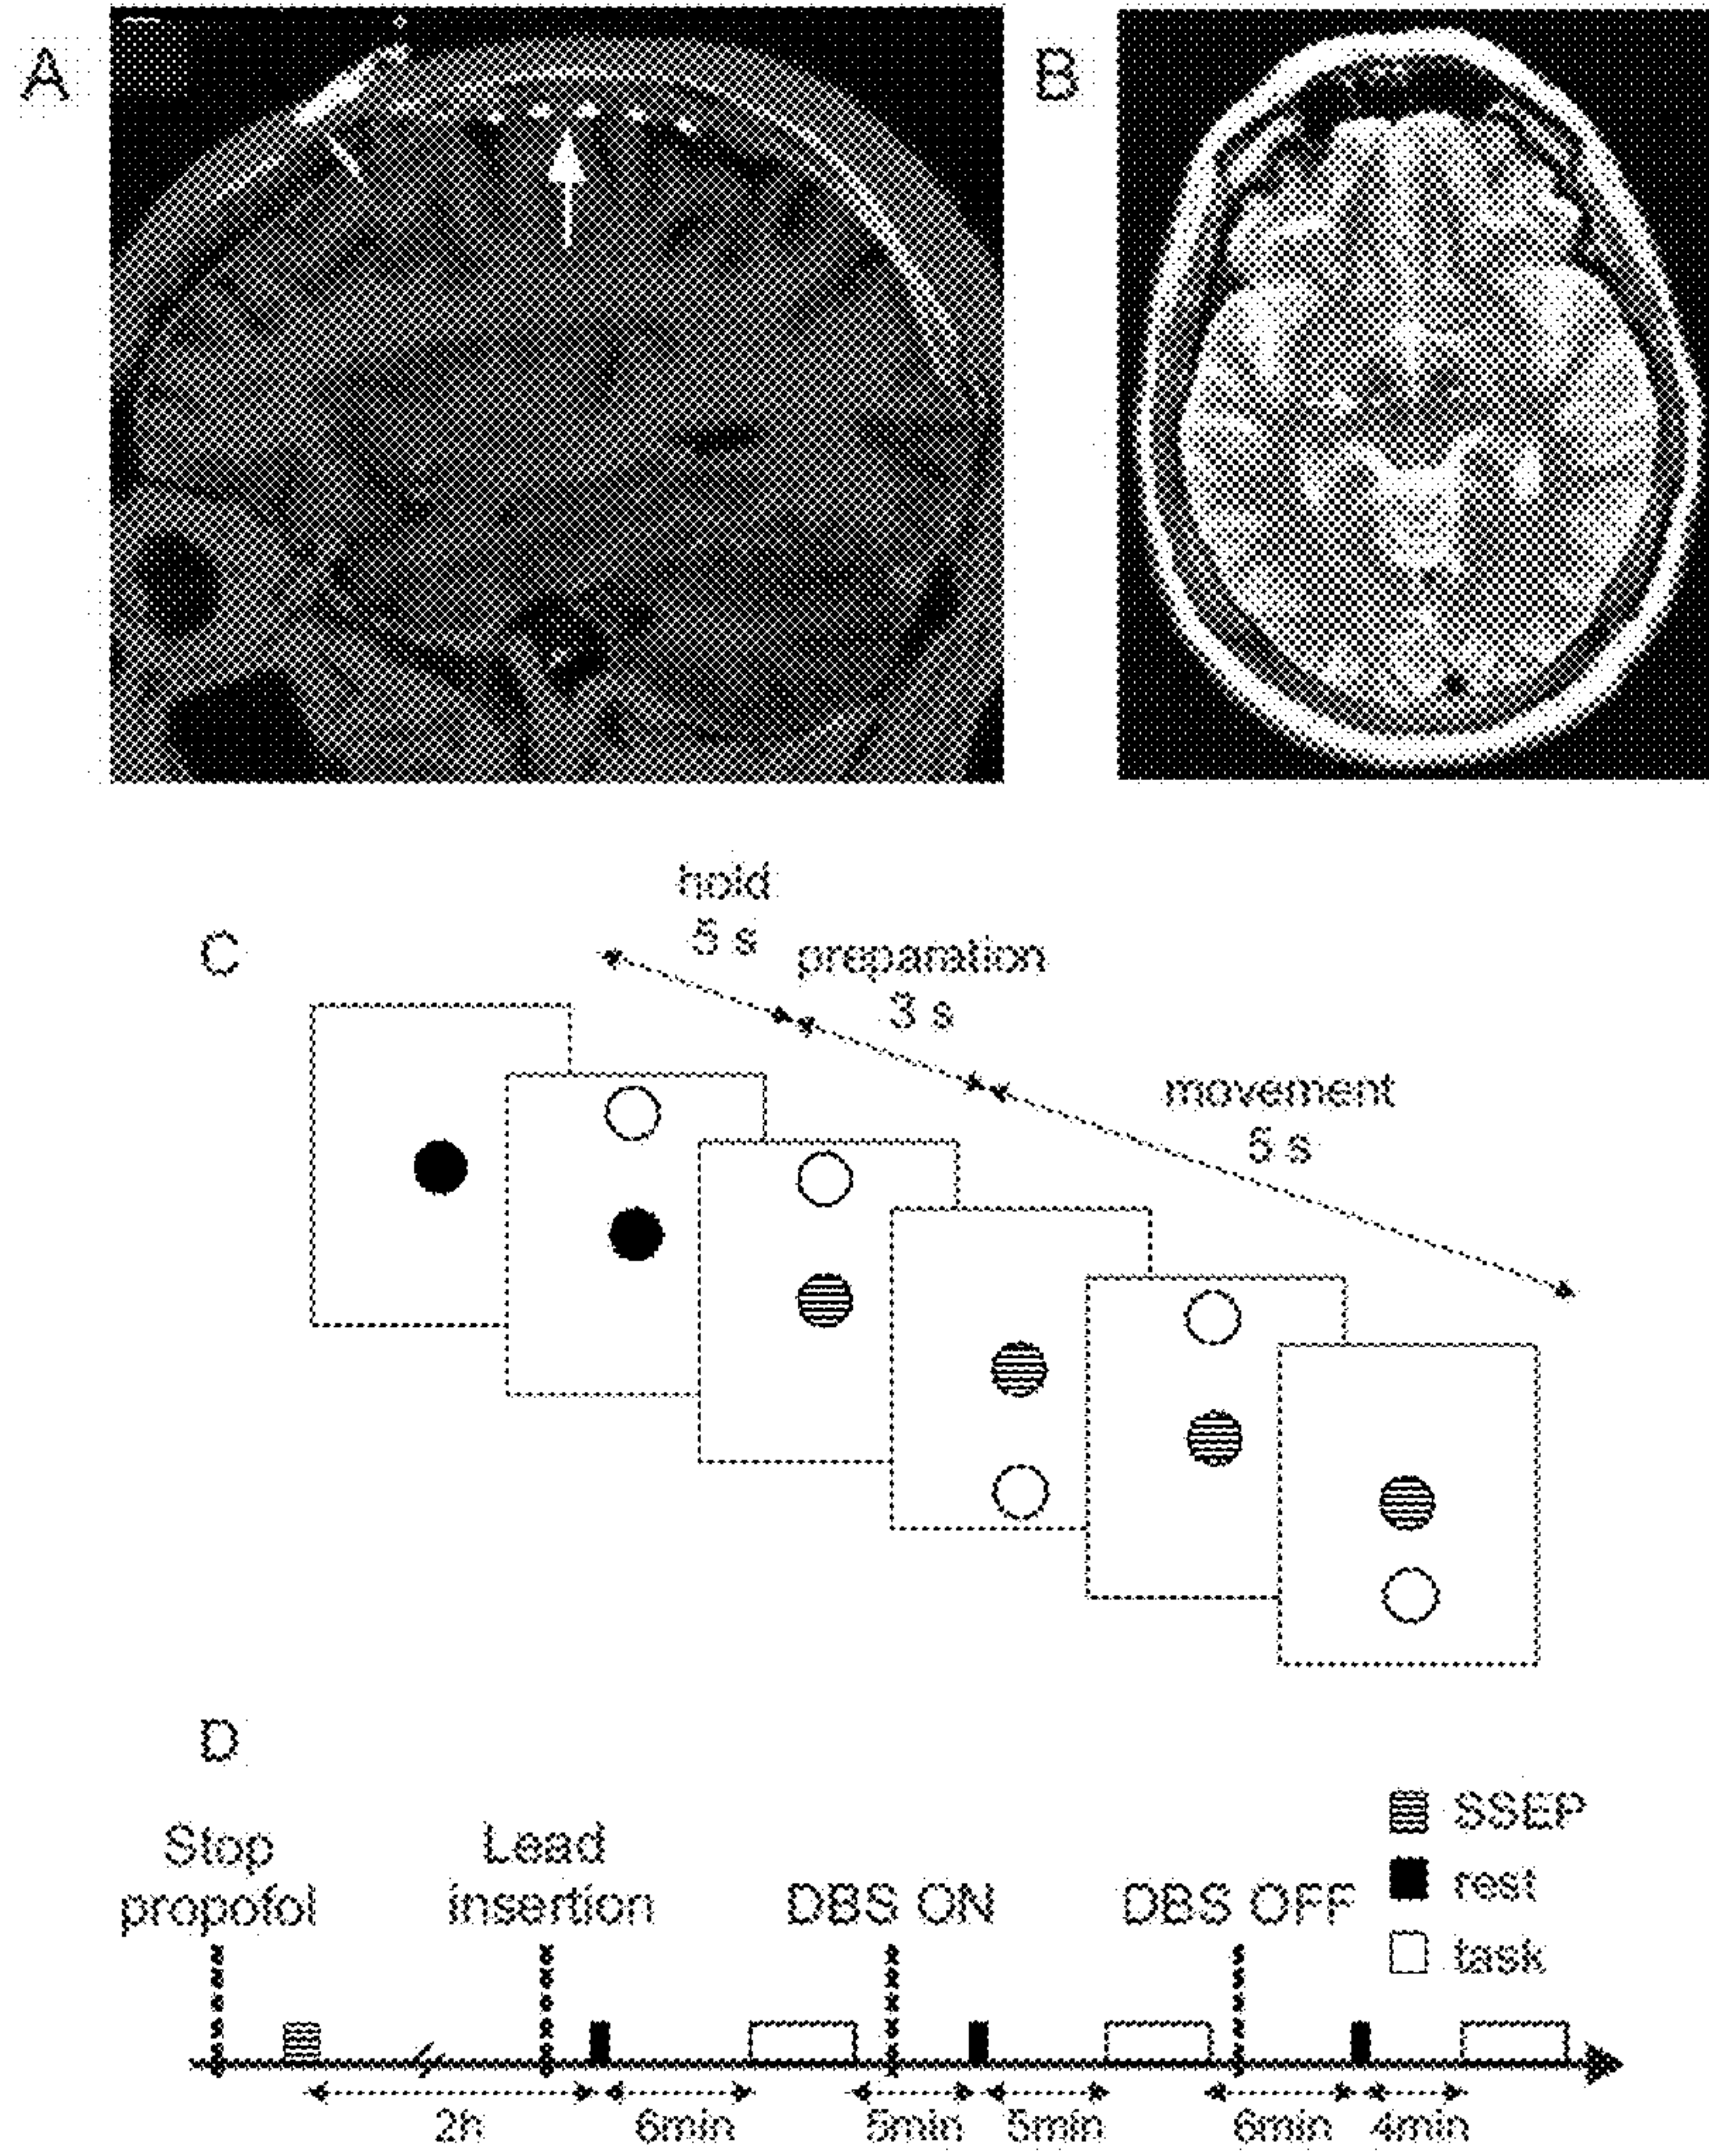 A
B
C
hold
5 s
preparation
3 s
movement
D
SSEP
rest
task
Stop
propofol
Lead
insertion
DBS ON
DBS OFF
2h
6min
5min
5min
6min
4min